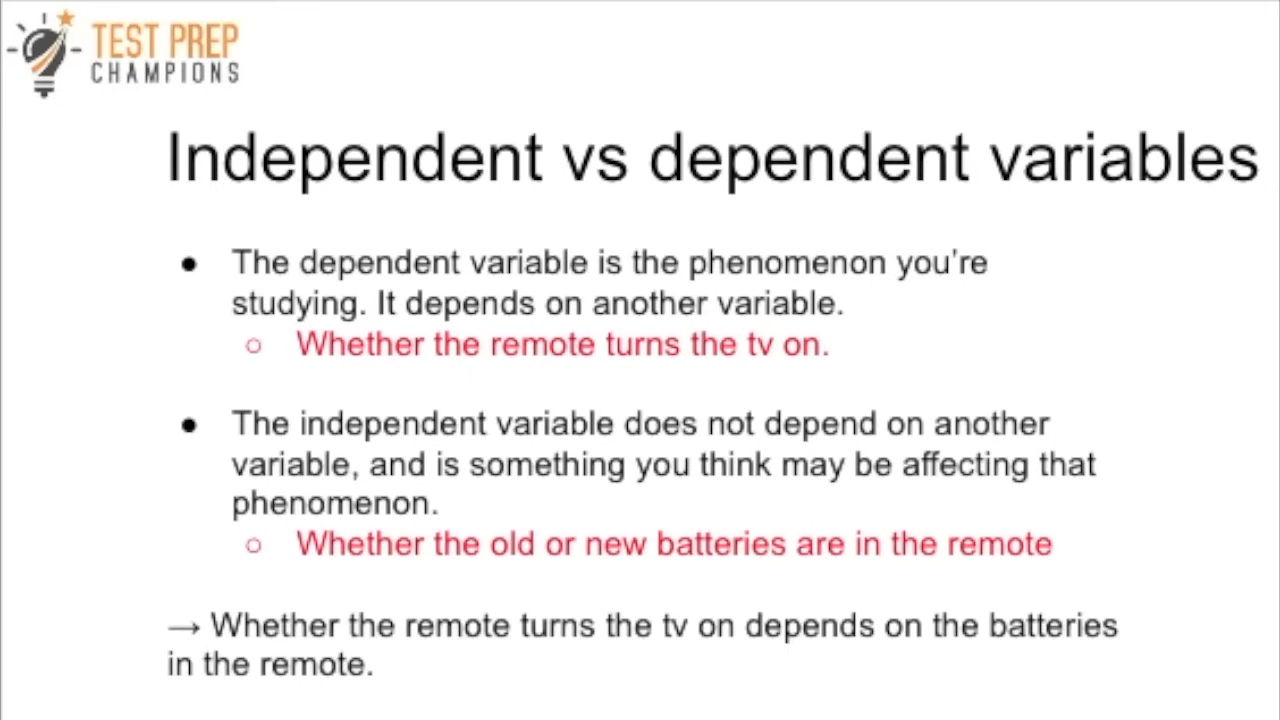 TEST PREP
CHAMPIONS
Independent vs dependent variables
● The dependent variable is the phenomenon you’re
studying. It depends on another variable.
○ Whether the remote turns the tv on.
● The independent variable does not depend on another
variable, and is something you think may be affecting that
phenomenon.
○ Whether the old or new batteries are in the remote
→ Whether the remote turns the tv on depends on the batteries
in the remote.